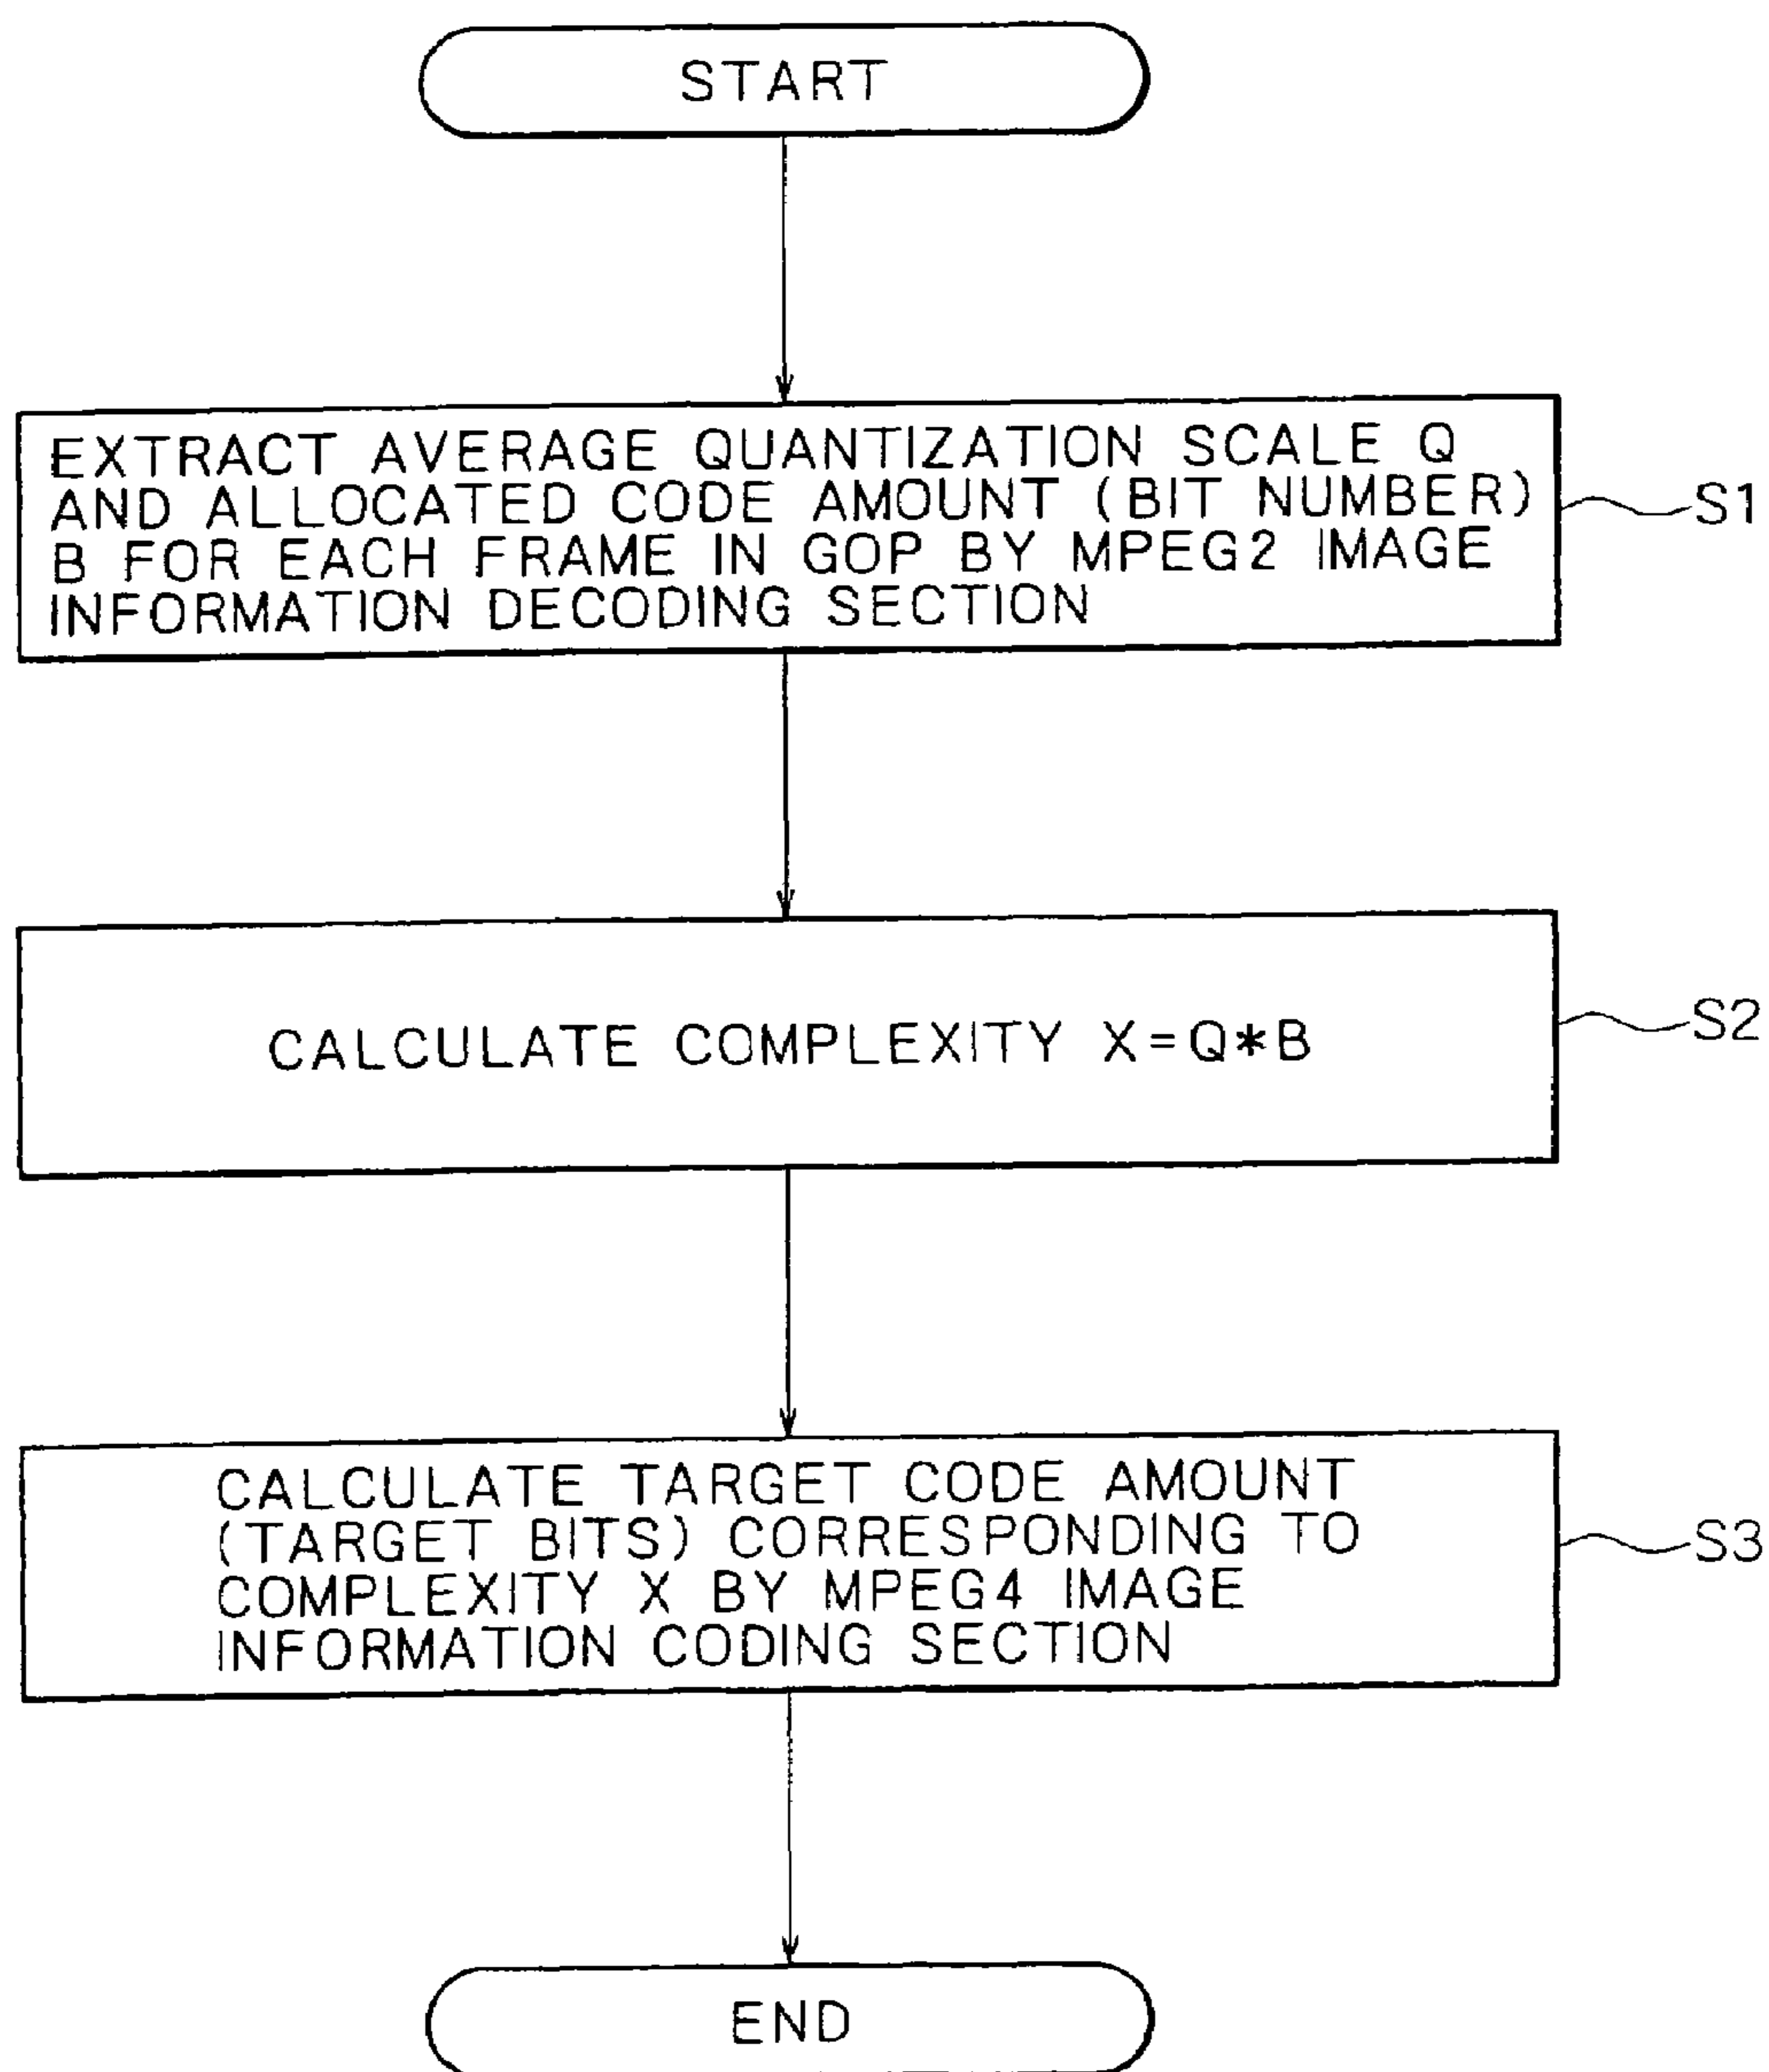 START
EXTRACT AVERAGE QUANTIZATION SCALE Q
AND ALLOCATED CODE AMOUNT (BIT NUMBER)
B FOR EACH FRAME IN GOP BY MPEG2 IMAGE
INFORMATION DECODING SECTION
S1
CALCULATE COMPLEXITY X=Q*B
S2
CALCULATE TARGET CODE AMOUNT
(TARGET BITS) CORRESPONDING TO
COMPLEXITY X BY MPEG4 IMAGE
INFORMATION CODING SECTION
S3
END